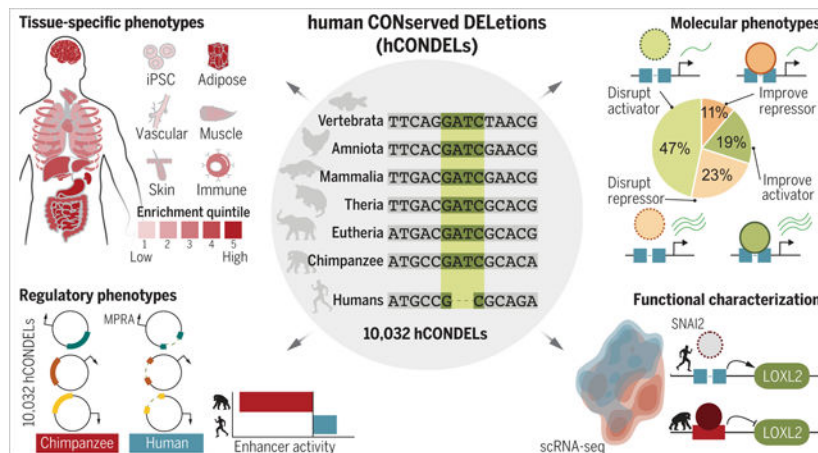 Tissue-specific phenotypes
iPSC
Adipose
Vascular
Muscle
Skin
Immune
Enrichment quintile
1 2 3 4 5
Low High
human CONserved DELetions
(hCONDELs)
Vertebrata TTCAGGATCTAACG
Amniota TTCACGATCGAACG
Mammalia TTGACGATCGAACG
Theria TTGACGATCGCACG
Eutheria ATGACGATCGCACG
Chimpanzee ATGCCGATCGCACA
Humans ATGCCG--CGCAGA
10,032 hCONDELs
Molecular phenotypes
Disrupt
activator
Improve
repressor
11%
47%
19%
23%
Disrupt
repressor
Improve
activator
Regulatory phenotypes
10,032 hCONDELs
MPRA
Chimpanzee
Human
Enhancer activity
Functional characterization
SNAI2
LOXL2
LOXL2
scRNA-seq